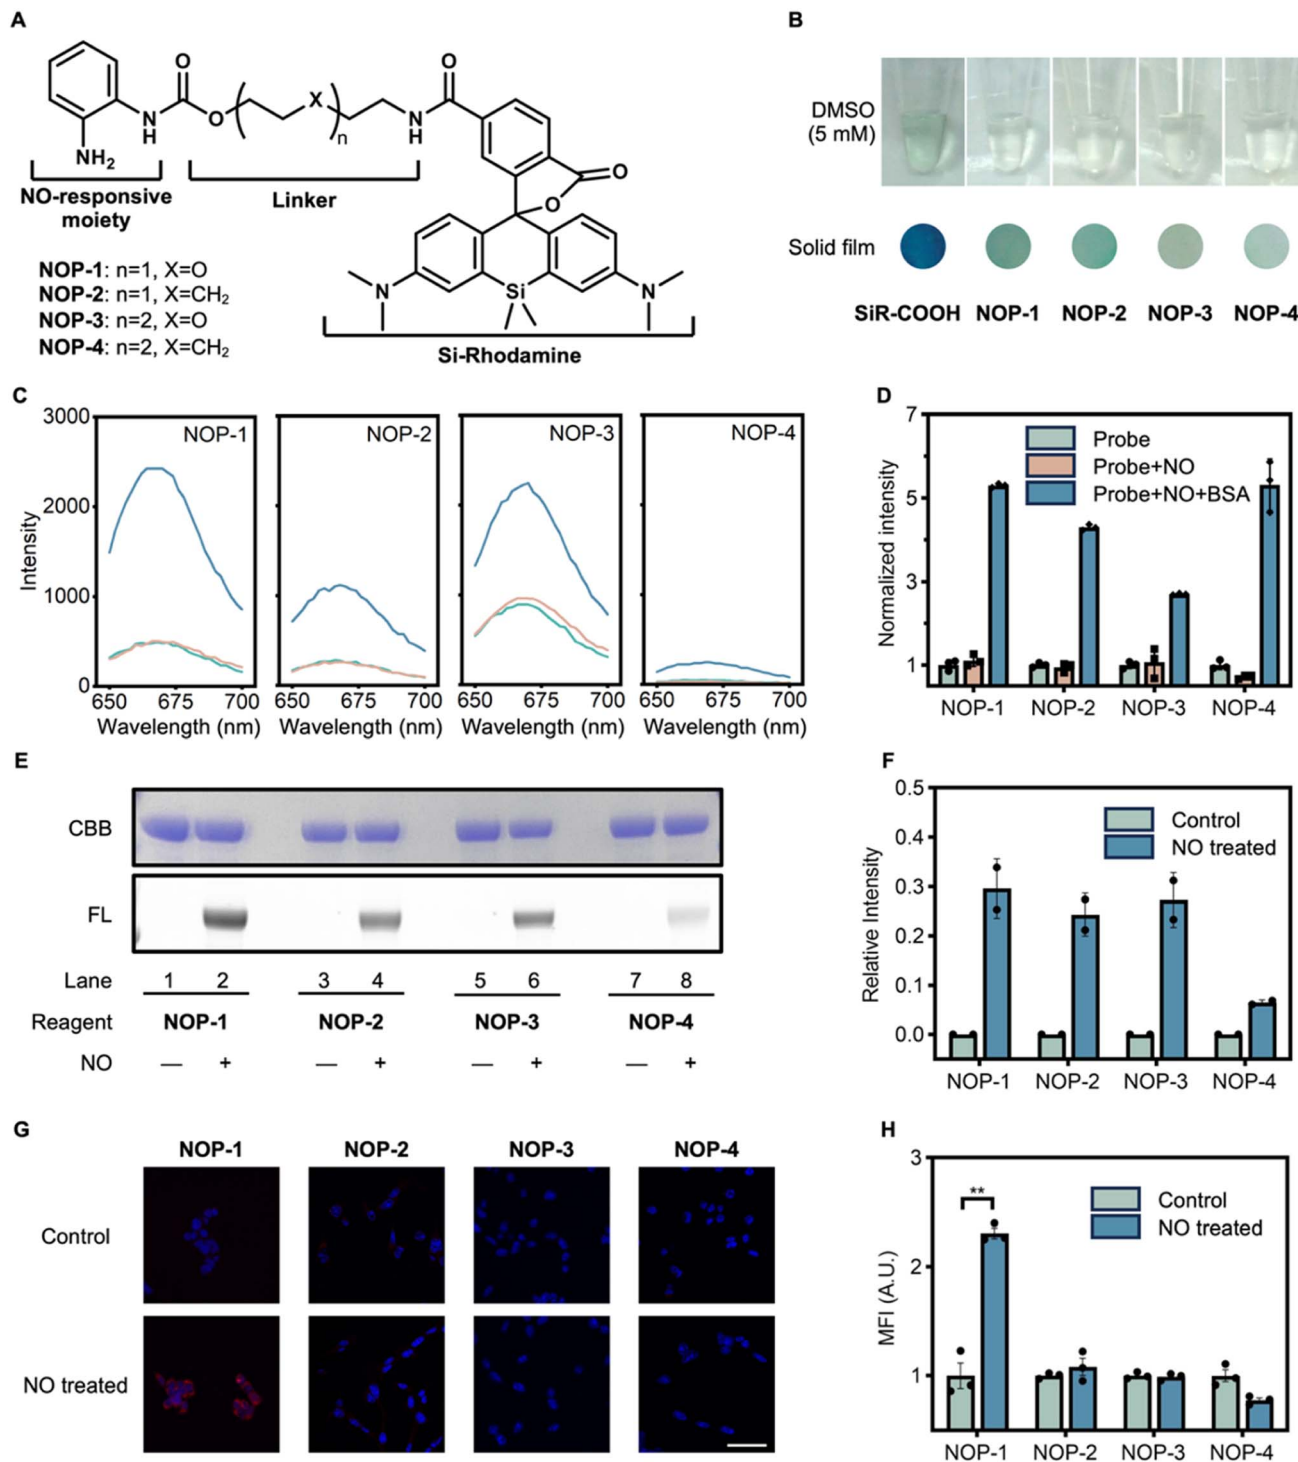 A
O
N
H
O
X
n
N
H
O
NH2
O
O
Si
N
N
NO-responsive
moiety
Linker
Si-Rhodamine
NOP-1: n=1, X=O
NOP-2: n=1, X=CH2
NOP-3: n=2, X=O
NOP-4: n=2, X=CH2
B
DMSO
(5 mM)
Solid film
SiR-COOH NOP-1 NOP-2 NOP-3 NOP-4
C
Intensity
3000
2000
1000
0
NOP-1 NOP-2 NOP-3 NOP-4
650 675 700 650 675 700 650 675 700 650 675 700
Wavelength (nm) Wavelength (nm) Wavelength (nm) Wavelength (nm)
D
Normalized intensity
7
5
3
1
Probe
Probe+NO
Probe+NO+BSA
NOP-1 NOP-2 NOP-3 NOP-4
E
CBB
FL
Lane 1 2 3 4 5 6 7 8
Reagent NOP-1 NOP-2 NOP-3 NOP-4
NO — + — + — + — +
F
Relative Intensity
0.5
0.4
0.3
0.2
0.1
0.0
Control
NO treated
NOP-1 NOP-2 NOP-3 NOP-4
G
NOP-1 NOP-2 NOP-3 NOP-4
Control
NO treated
H
MFI (A.U.)
3
2
1
**
Control
NO treated
NOP-1 NOP-2 NOP-3 NOP-4